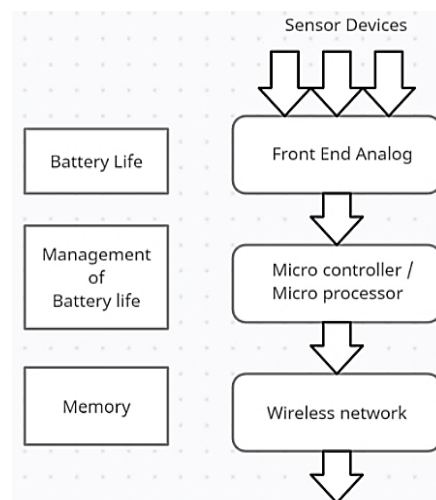 Sensor Devices
Battery Life
Front End Analog
Management
of
Battery life
Micro controller /
Micro processor
Memory
Wireless network